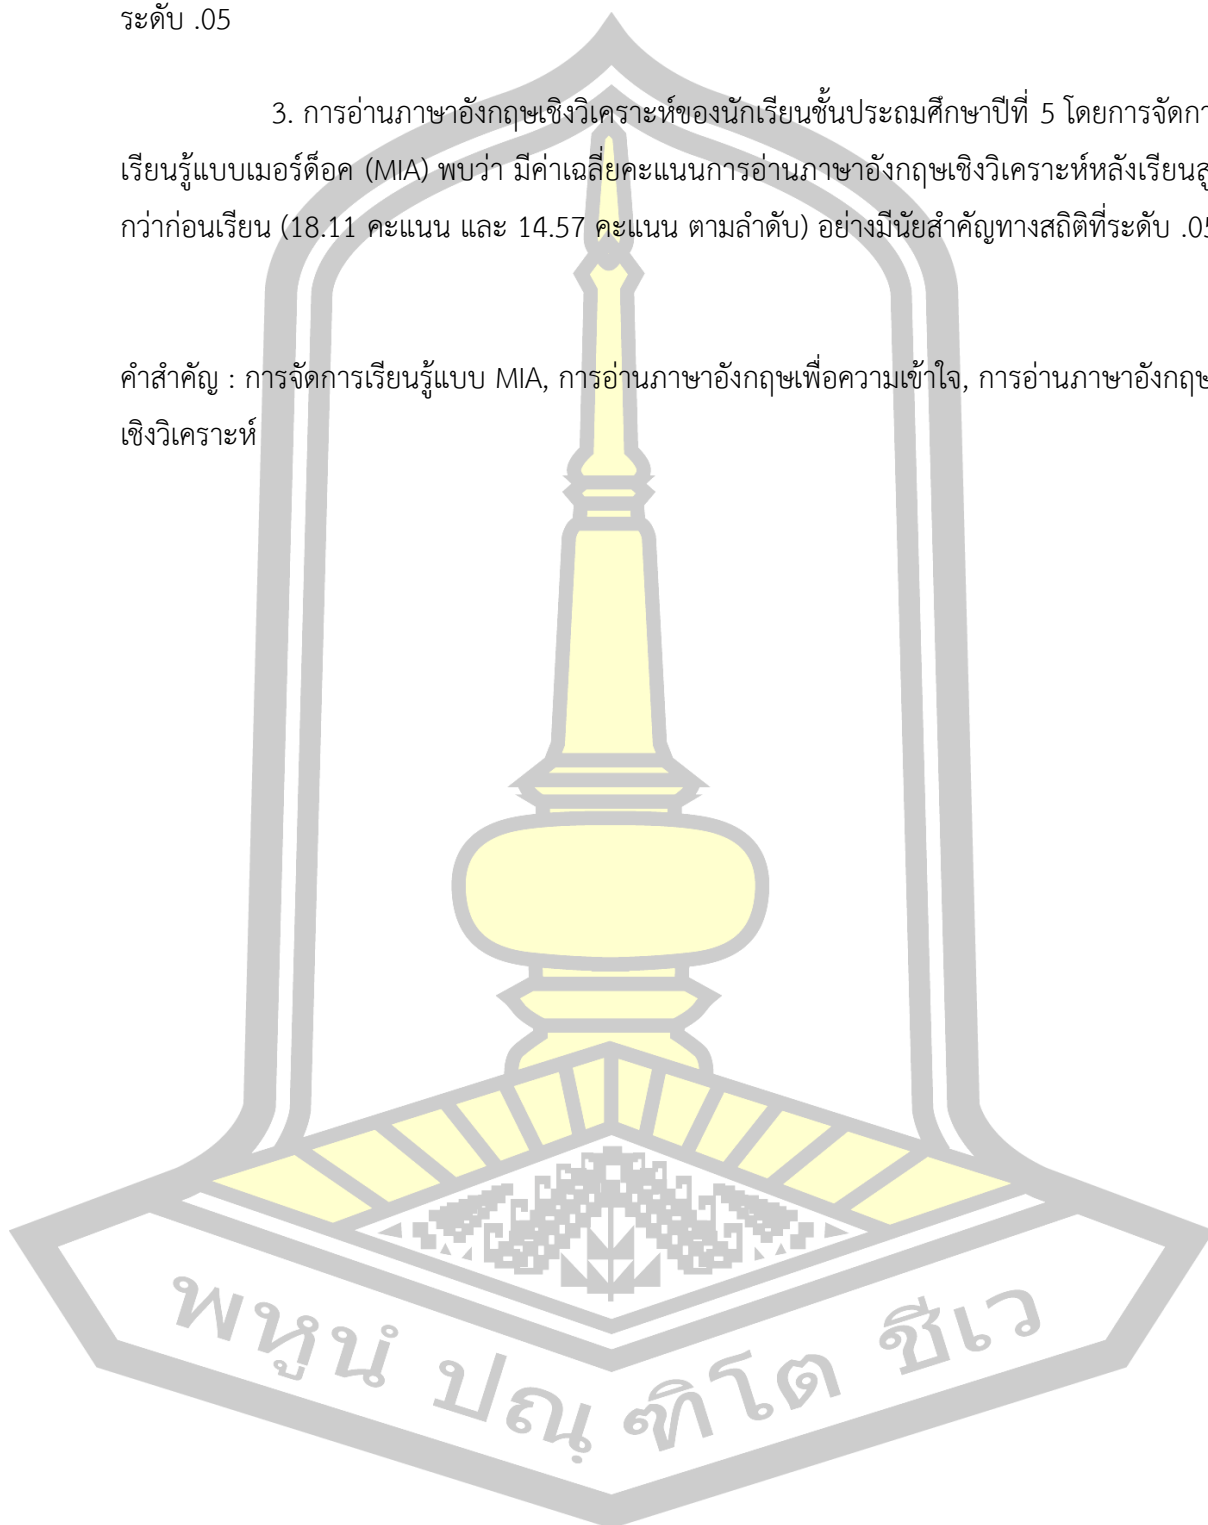 ระดับ .05
3. การอ่านภาษาอังกฤษเชิงวิเคราะห์ของนักเรียนชั้นประถมศึกษาปีที่ 5 โดยการจัดกา
เรียนรู้แบบเมอร์ด็อค (MIA) พบว่า มีค่าเฉลี่ยคะแนนการอ่านภาษาอังกฤษเชิงวิเคราะห์หลังเรียนสู
กว่าก่อนเรียน (18.11 คะแนน และ 14.57 คะแนน ตามลำดับ) อย่างมีนัยสำคัญทางสถิติที่ระดับ .05
คำสำคัญ : การจัดการเรียนรู้แบบ MIA, การอ่านภาษาอังกฤษเพื่อความเข้าใจ, การอ่านภาษาอังกฤษ
เชิงวิเคราะห์
พหูนํ ปณฺ ฑิโต ชีเว